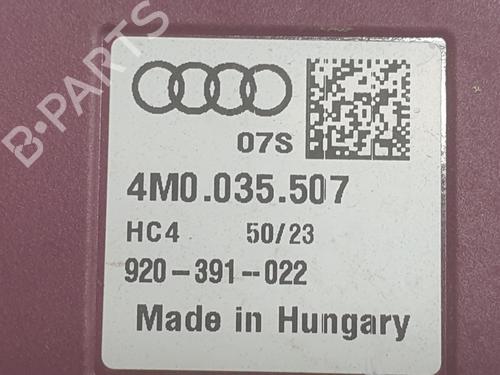 07S
4M0.035.507
HC4 50/23
920-391-022
Made in Hungary
B-PARTS